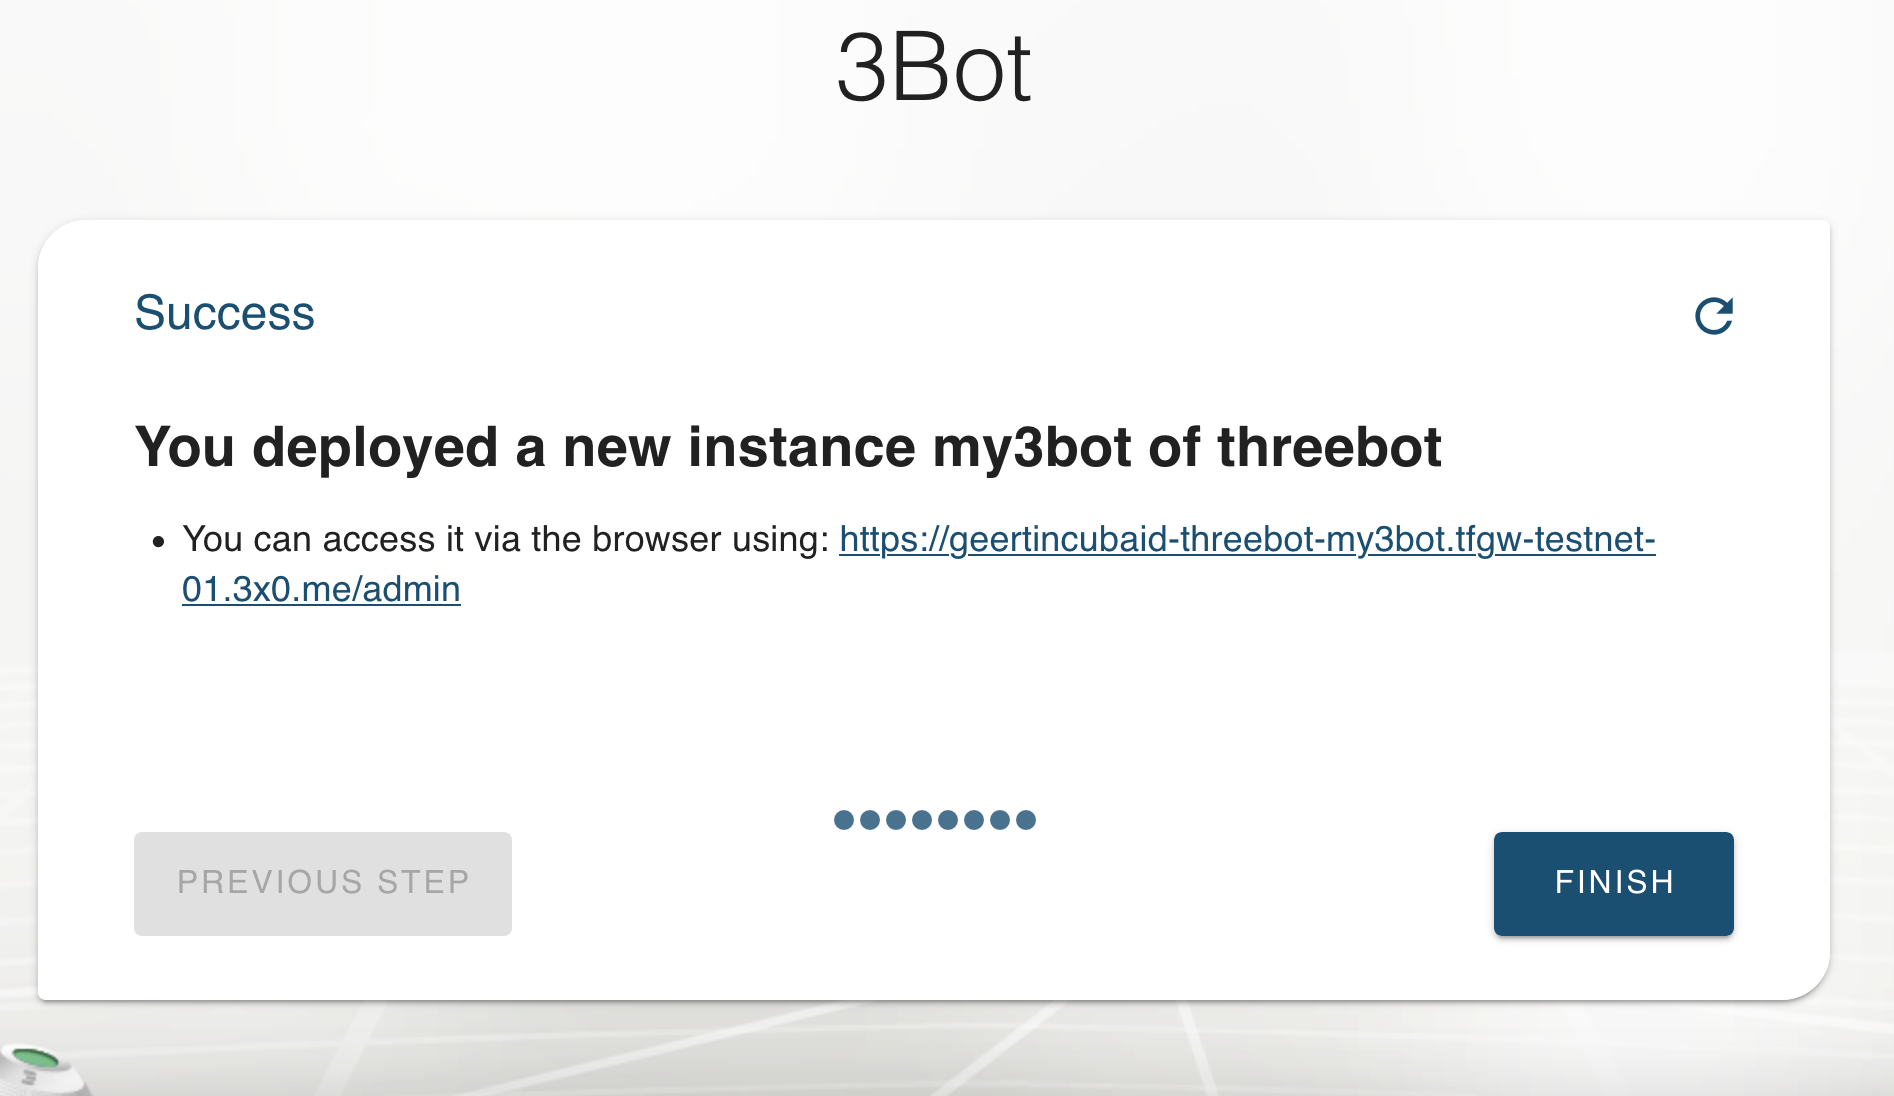 3Bot
Success
You deployed a new instance my3bot of threebot
You can access it via the browser using: https://geertincubaid-threebot-my3bot.tfgw-testnet-
01.3x0.me/admin
PREVIOUS STEP
FINISH